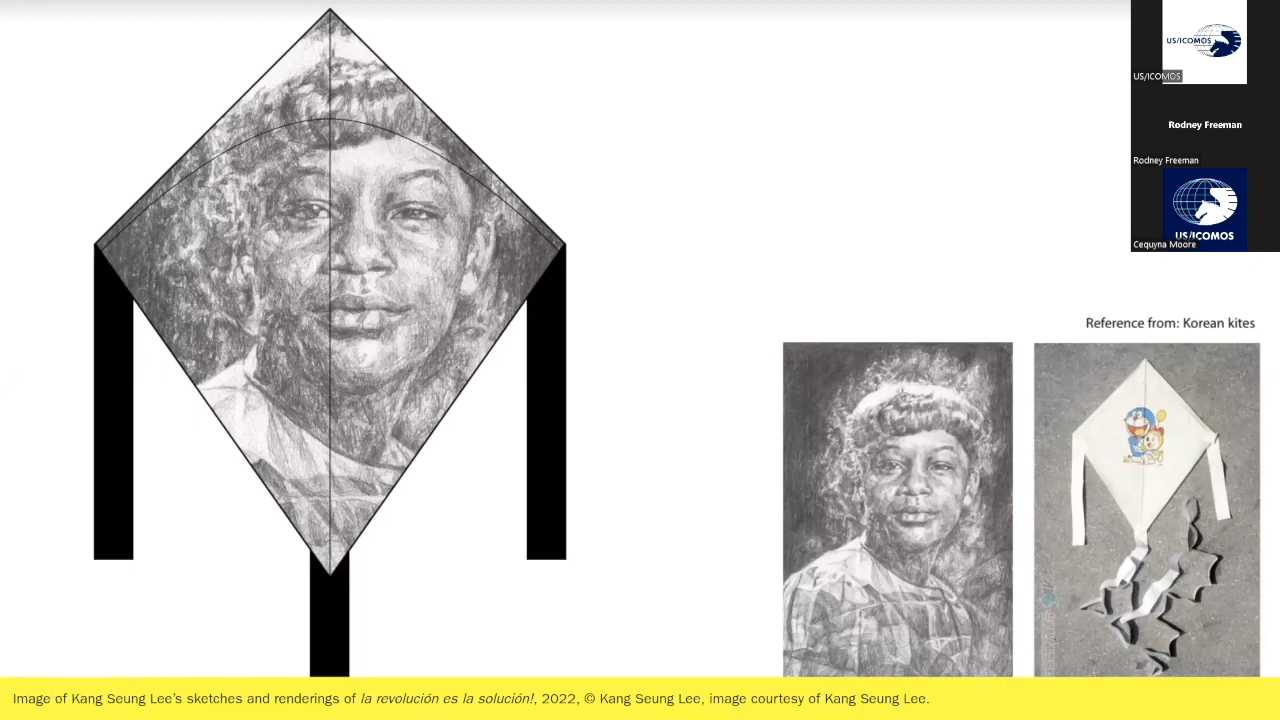 US/ICOMOS
US/ICOMOS
Rodney Freeman
Rodney Freeman
US/ICOMOS
Cequyna Moore
Reference from: Korean kites
Image of Kang Seung Lee's sketches and renderings of la revolución es la solución!, 2022, © Kang Seung Lee, image courtesy of Kang Seung Lee.